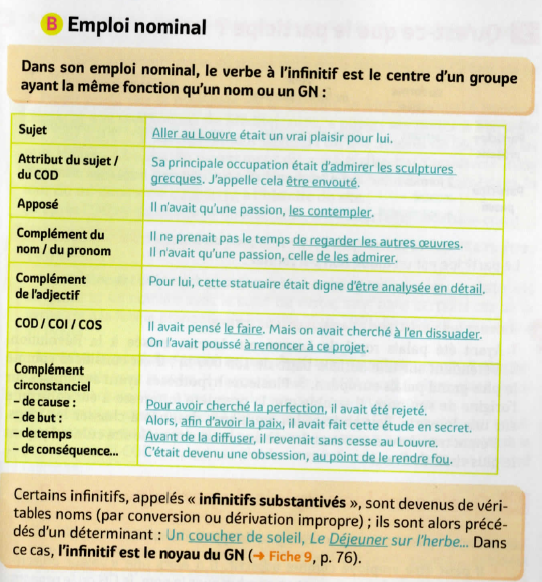 B Emploi nominal
Dans son emploi nominal, le verbe à l'infinitif est le centre d'un groupe
ayant la même fonction qu'un nom ou un GN :
Sujet
Aller au Louvre était un vrai plaisir pour lui.
Attribut du sujet /
du COD
Sa principale occupation était d'admirer les sculptures
grecques. J'appelle cela être envouté.
Apposé
Il n'avait qu'une passion, les contempler.
Complément du
nom / du pronom
Il ne prenait pas le temps de regarder les autres œuvres.
Il n'avait qu'une passion, celle de les admirer.
Complément
de l'adjectif
Pour lui, cette statuaire était digne d'être analysée en détail.
COD / COI / COS
Il avait pensé le faire. Mais on avait cherché à l'en dissuader.
On l'avait poussé à renoncer à ce projet.
Complément
circonstanciel
– de cause :
– de but :
– de temps
– de conséquence...
Pour avoir cherché la perfection, il avait été rejeté.
Alors, afin d'avoir la paix, il avait fait cette étude en secret.
Avant de la diffuser, il revenait sans cesse au Louvre.
C'était devenu une obsession, au point de le rendre fou.
Certains infinitifs, appelés « infinitifs substantivés », sont devenus de véri-
tables noms (par conversion ou dérivation impropre) ; ils sont alors précé-
dés d'un déterminant : Un coucher de soleil, Le Déjeuner sur l'herbe... Dans
ce cas, l'infinitif est le noyau du GN (➜ Fiche 9, p. 76).